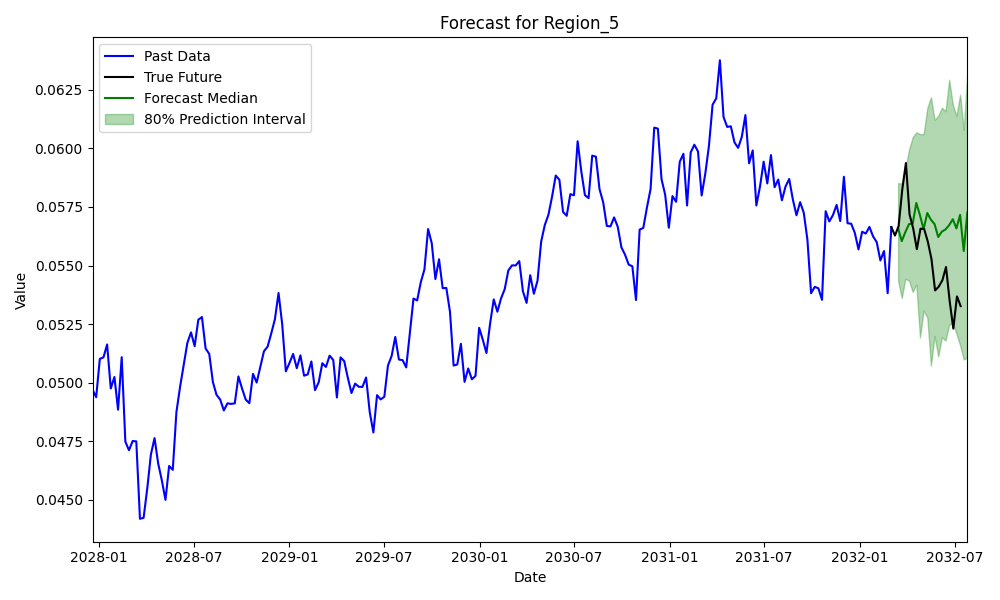 Forecast for Region_5
Past Data
True Future
Forecast Median
80% Prediction Interval
Value
0.0625
0.0600
0.0575
0.0550
0.0525
0.0500
0.0475
0.0450
2028-01 2028-07 2029-01 2029-07 2030-01 2030-07 2031-01 2031-07 2032-01 2032-07
Date